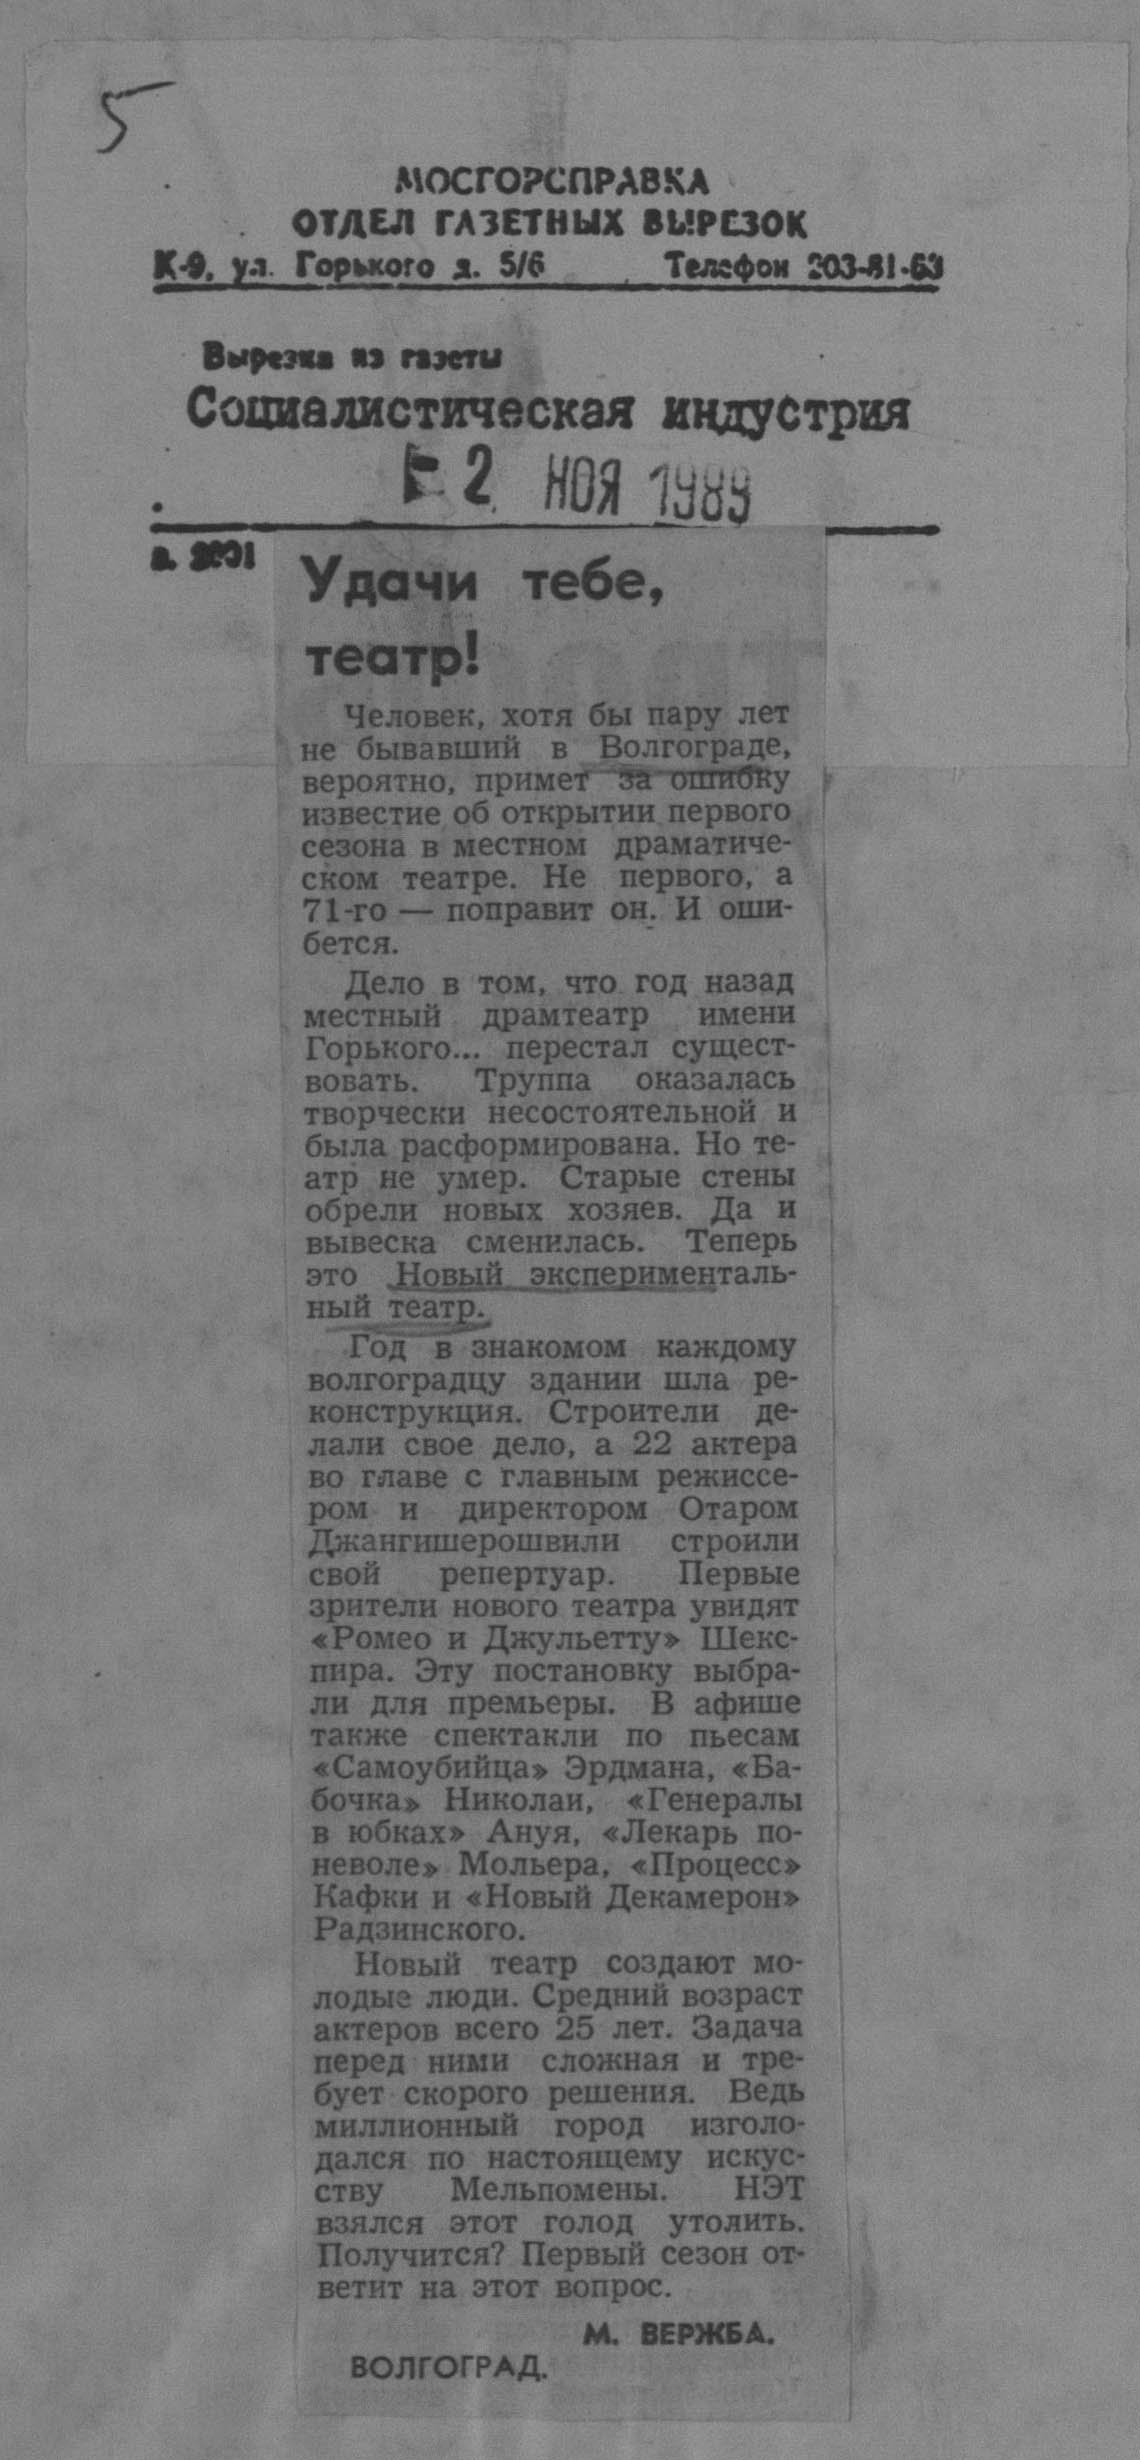 5
МОСГОРСПРАВКА
ОТДЕЛ ГАЗЕТНЫХ ВЫРЕЗОК
К-9, ул. Горького д. 5/6 Телефон 203-81-63
Вырезка из газеты
Социалистическая индустрия
2 НОЯ 1989
Удачи тебе,
театр!
Человек, хотя бы пару лет
не бывавший в Волгограде,
вероятно, примет за ошибку
известие об открытии первого
сезона в местном драматиче-
ском театре. Не первого, а
71-го — поправит он. И оши-
бется.
Дело в том, что год назад
местный драмтеатр имени
Горького... перестал сущест-
вовать. Труппа оказалась
творчески несостоятельной и
была расформирована. Но те-
атр не умер. Старые стены
обрели новых хозяев. Да и
вывеска сменилась. Теперь
это Новый эксперименталь-
ный театр.
Год в знакомом каждому
волгоградцу здании шла ре-
конструкция. Строители де-
лали свое дело, а 22 актера
во главе с главным режиссе-
ром и директором Отаром
Джангишерошвили строили
свой репертуар. Первые
зрители нового театра увидят
«Ромео и Джульетту» Шекс-
пира. Эту постановку выбра-
ли для премьеры. В афише
также спектакли по пьесам
«Самоубийца» Эрдмана, «Ба-
бочка» Николаи, «Генералы
в юбках» Ануя, «Лекарь по-
неволе» Мольера, «Процесс»
Кафки и «Новый Декамерон»
Радзинского.
Новый театр создают мо-
лодые люди. Средний возраст
актеров всего 25 лет. Задача
перед ними сложная и тре-
бует скорого решения. Ведь
миллионный город изголо-
дался по настоящему искус-
ству Мельпомены. НЭТ
взялся этот голод утолить.
Получится? Первый сезон от-
ветит на этот вопрос.
М. ВЕРЖБА.
ВОЛГОГРАД.